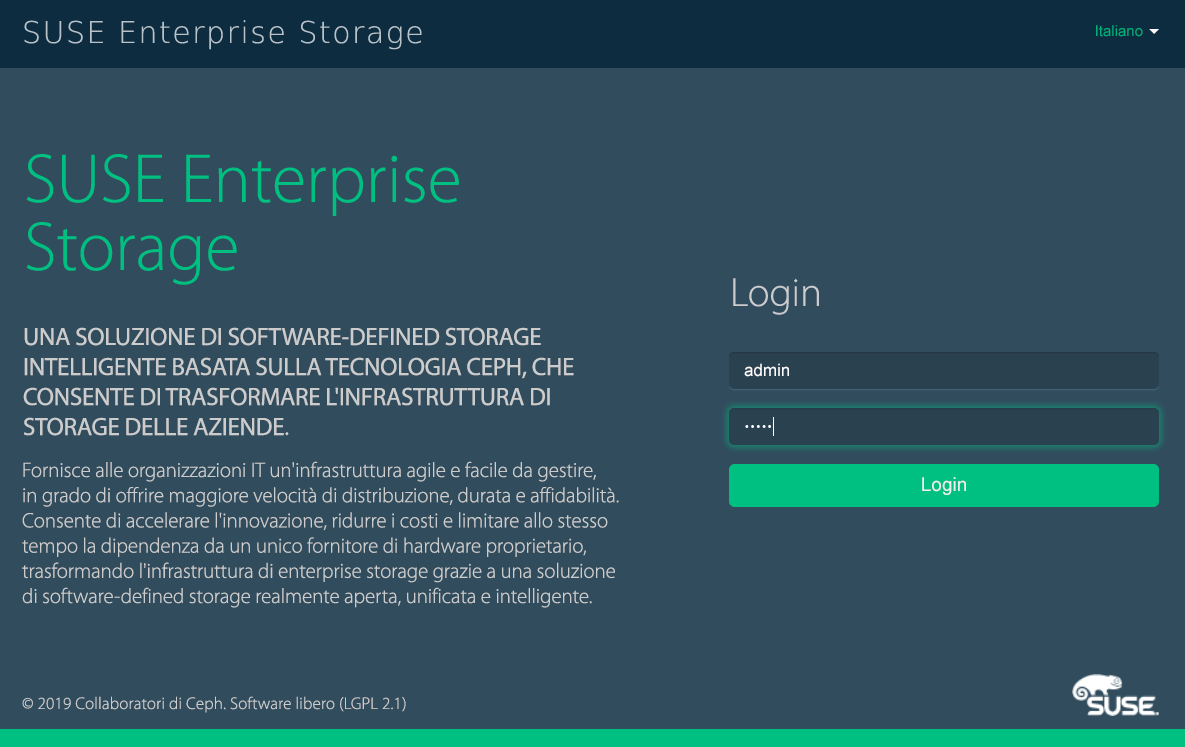 SUSE Enterprise Storage
Italiano
SUSE Enterprise
Storage
UNA SOLUZIONE DI SOFTWARE-DEFINED STORAGE
INTELLIGENTE BASATA SULLA TECNOLOGIA CEPH, CHE
CONSENTE DI TRASFORMARE L'INFRASTRUTTURA DI
STORAGE DELLE AZIENDE.
Fornisce alle organizzazioni IT un'infrastruttura agile e facile da gestire,
in grado di offrire maggiore velocità di distribuzione, durata e affidabilità.
Consente di accelerare l'innovazione, ridurre i costi e limitare allo stesso
tempo la dipendenza da un unico fornitore di hardware proprietario,
trasformando l'infrastruttura di enterprise storage grazie a una soluzione
di software-defined storage realmente aperta, unificata e intelligente.
Login
admin
•••••
Login
© 2019 Collaboratori di Ceph. Software libero (LGPL 2.1)
SUSE.